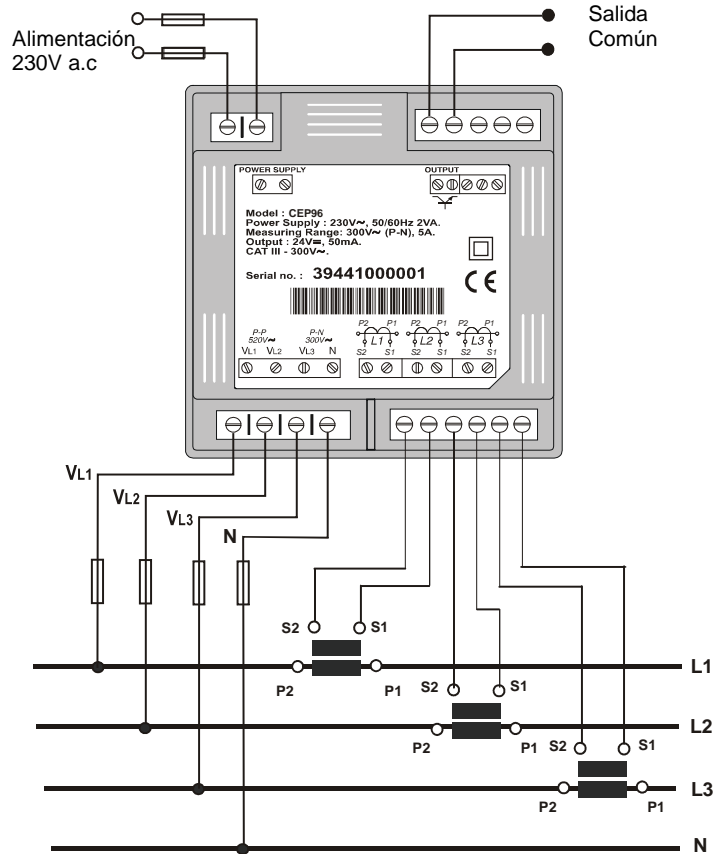 Alimentación
230V a.c
Salida
Común
POWER SUPPLY
OUTPUT
Model : CEP96
Power Supply : 230V~, 50/60Hz 2VA.
Measuring Range: 300V~ (P-N), 5A.
Output : 24V⎓, 50mA.
CAT III - 300V~.
Serial no. : 39441000001
CE
P-P
520V~
P-N
300V~
VL1 VL2 VL3 N
P2 P1 P2 P1 P2 P1
L1 L2 L3
S2 S1 S2 S1 S2 S1
VL1
VL2
VL3
N
S2 S1
P2 P1
L1
S2 S1
P2 P1
L2
S2 S1
P2 P1
L3
N